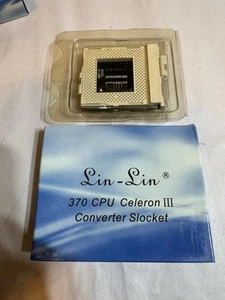 Lin-Lin®
370 CPU Celeron III
Converter Slocket